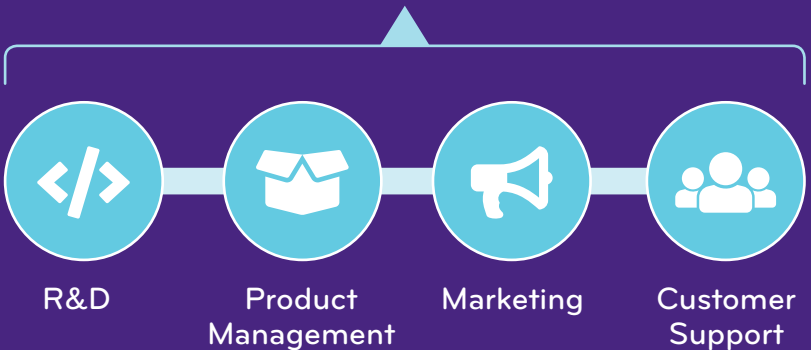 R&D
Product
Management
Marketing
Customer
Support